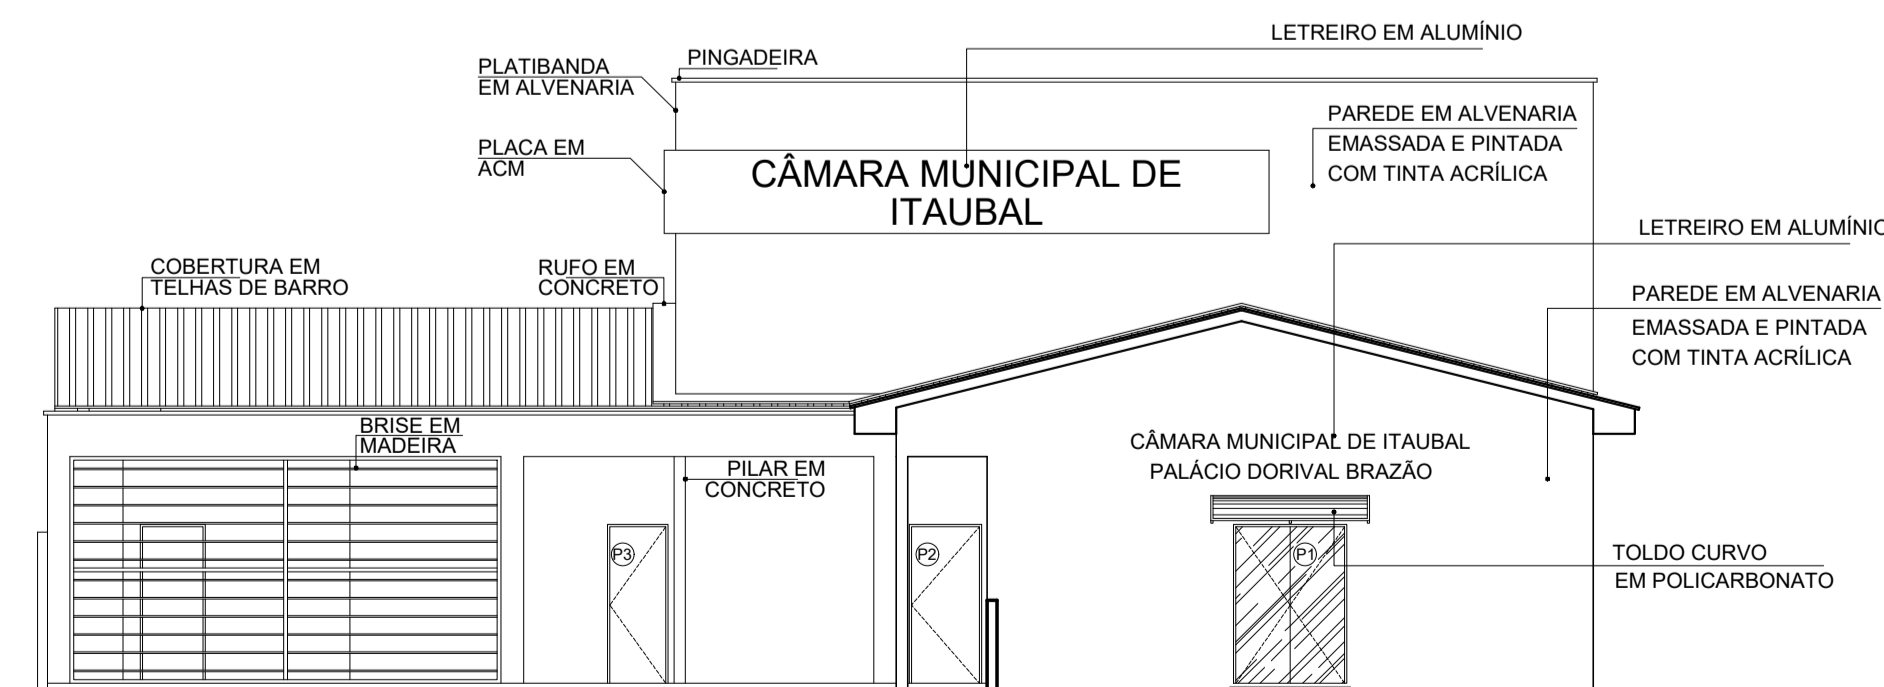 LETREIRO EM ALUMÍNIO
PINGADEIRA
PLATIBANDA
EM ALVENARIA
PAREDE EM ALVENARIA
EMASSADA E PINTADA
COM TINTA ACRÍLICA
PLACA EM
ACM
CÂMARA MUNICIPAL DE
ITAUBAL
LETREIRO EM ALUMÍNIO
COBERTURA EM
TELHAS DE BARRO
RUFO EM
CONCRETO
PAREDE EM ALVENARIA
EMASSADA E PINTADA
COM TINTA ACRÍLICA
BRISE EM
MADEIRA
CÂMARA MUNICIPAL DE ITAUBAL
PALÁCIO DORIVAL BRAZÃO
PILAR EM
CONCRETO
P3
P2
P1
TOLDO CURVO
EM POLICARBONATO